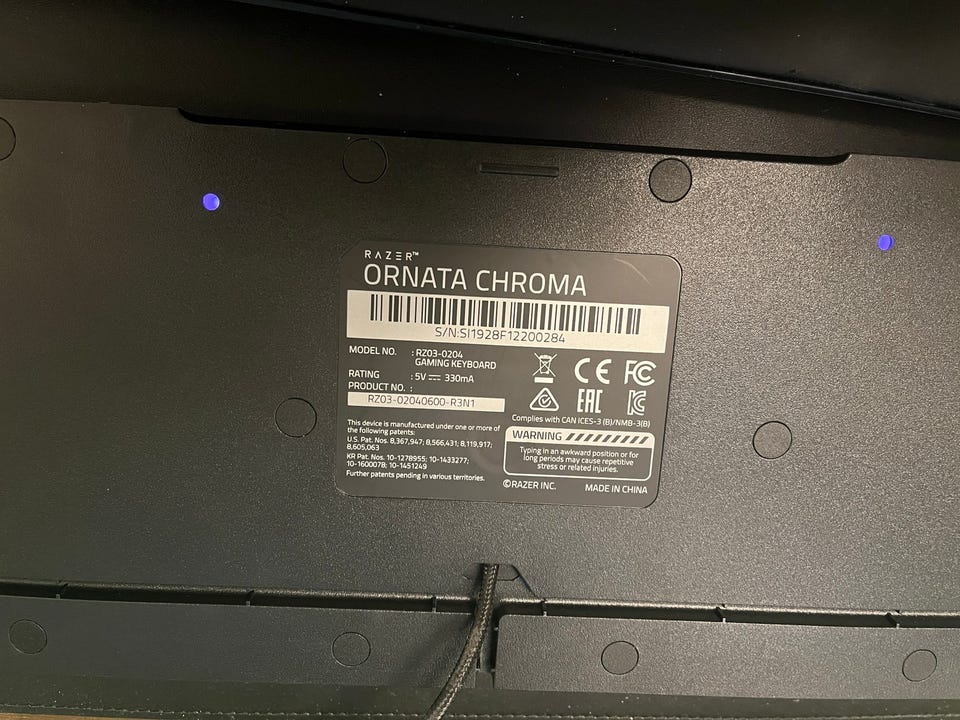 RAZER™
ORNATA CHROMA
S/N:SI1928F12200284
MODEL NO. : RZ03-0204
GAMING KEYBOARD
RATING : 5V 330mA
PRODUCT NO. :
RZ03-02040600-R3N1
This device is manufactured under one or more of
the following patents:
U.S. Pat. Nos. 8,367,947; 8,566,431; 8,119,917;
8,605,063
KR Pat. Nos. 10-1278955; 10-1433277;
10-1600078; 10-1451249
Further patents pending in various territories.
CE FC
EAC
Complies with CAN ICES-3 (B)/NMB-3(B)
WARNING
Typing in an awkward position or for
long periods may cause repetitive
stress or related injuries.
©RAZER INC. MADE IN CHINA